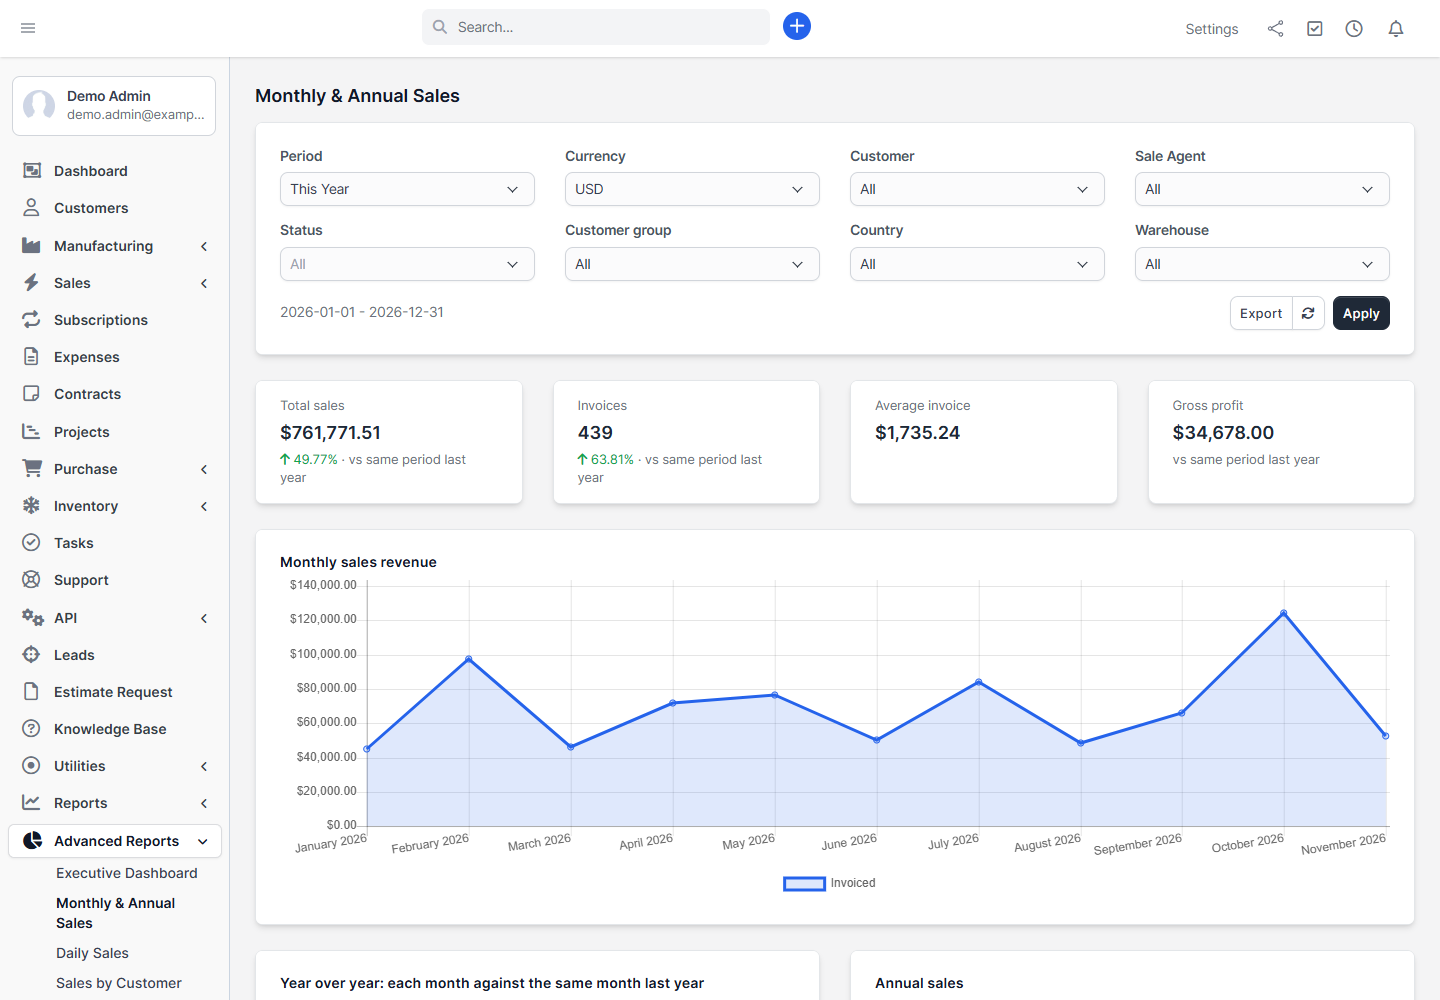 Search...
Settings
Demo Admin
demo.admin@examp...
Dashboard
Customers
Manufacturing
Sales
Subscriptions
Expenses
Contracts
Projects
Purchase
Inventory
Tasks
Support
API
Leads
Estimate Request
Knowledge Base
Utilities
Reports
Advanced Reports
Executive Dashboard
Monthly & Annual
Sales
Daily Sales
Sales by Customer
Monthly & Annual Sales
Period
Currency
Customer
Sale Agent
This Year
USD
All
All
Status
Customer group
Country
Warehouse
All
All
All
All
2026-01-01 - 2026-12-31
Export
Apply
Total sales
$761,771.51
49.77% · vs same period last
year
Invoices
439
63.81% · vs same period last
year
Average invoice
$1,735.24
Gross profit
$34,678.00
vs same period last year
Monthly sales revenue
$140,000.00
$120,000.00
$100,000.00
$80,000.00
$60,000.00
$40,000.00
$20,000.00
$0.00
January 2026
February 2026
March 2026
April 2026
May 2026
June 2026
July 2026
August 2026
September 2026
October 2026
November 2026
Invoiced
Year over year: each month against the same month last year
Annual sales